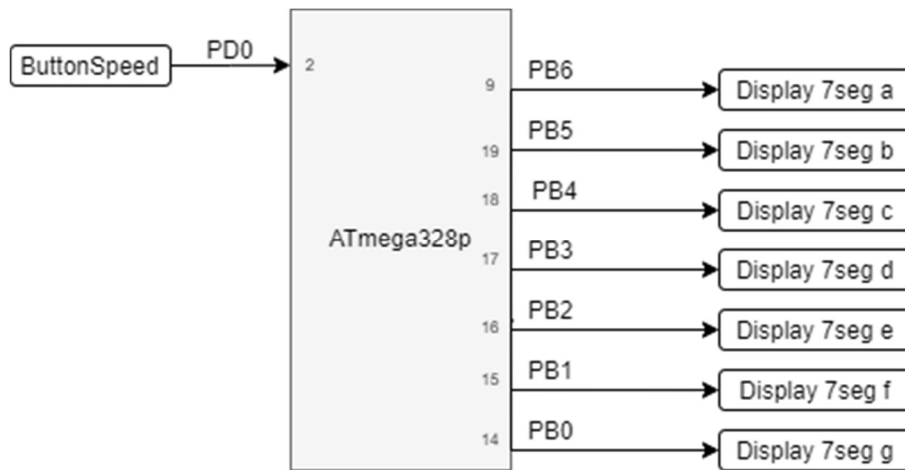 ButtonSpeed
PD0
2
ATmega328p
9
PB6
Display 7seg a
19
PB5
Display 7seg b
18
PB4
Display 7seg c
17
PB3
Display 7seg d
16
PB2
Display 7seg e
15
PB1
Display 7seg f
14
PB0
Display 7seg g